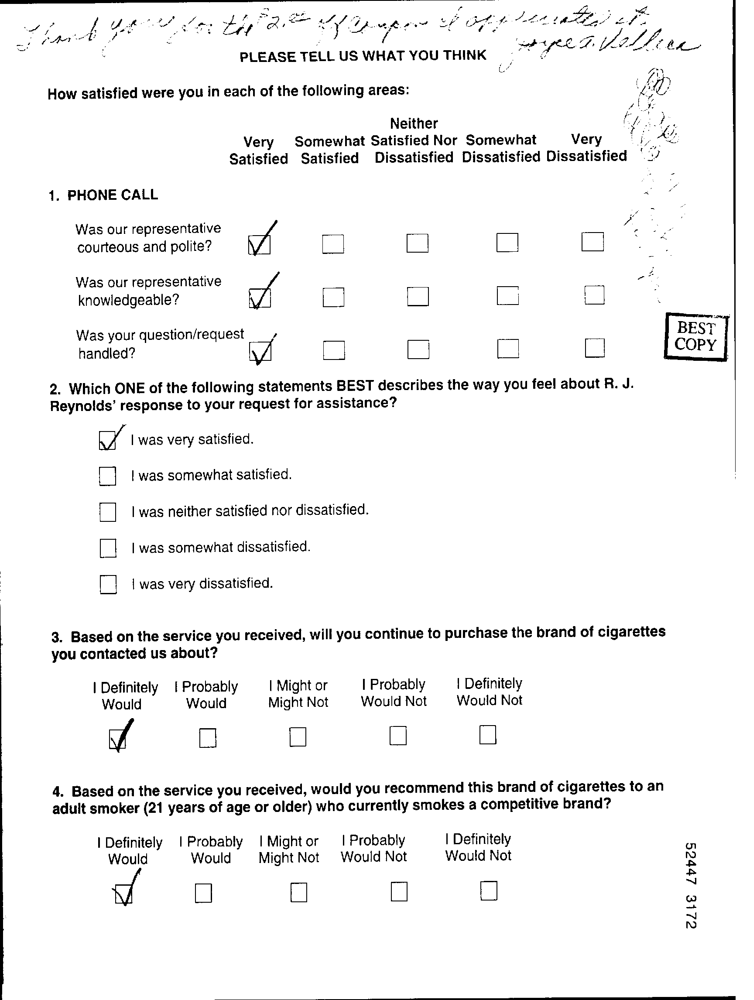 Thank you for the $2.00 off coupon I appreciated it.
Joyce A.
PLEASE TELL US WHAT YOU THINK
How satisfied were you in each of the following areas:
Neither
Very Somewhat Satisfied Nor Somewhat Very
Satisfied Satisfied Dissatisfied Dissatisfied Dissatisfied
1. PHONE CALL
Was our representative
courteous and polite?
Was our representative
knowledgeable?
Was your question/request
handled?
BEST
COPY
2. Which ONE of the following statements BEST describes the way you feel about R. J.
Reynolds' response to your request for assistance?
I was very satisfied.
I was somewhat satisfied.
I was neither satisfied nor dissatisfied.
I was somewhat dissatisfied.
I was very dissatisfied.
3. Based on the service you received, will you continue to purchase the brand of cigarettes
you contacted us about?
I Definitely I Probably I Might or I Probably I Definitely
Would Would Might Not Would Not Would Not
4. Based on the service you received, would you recommend this brand of cigarettes to an
adult smoker (21 years of age or older) who currently smokes a competitive brand?
I Definitely I Probably I Might or I Probably I Definitely
Would Would Might Not Would Not Would Not
52447 3172